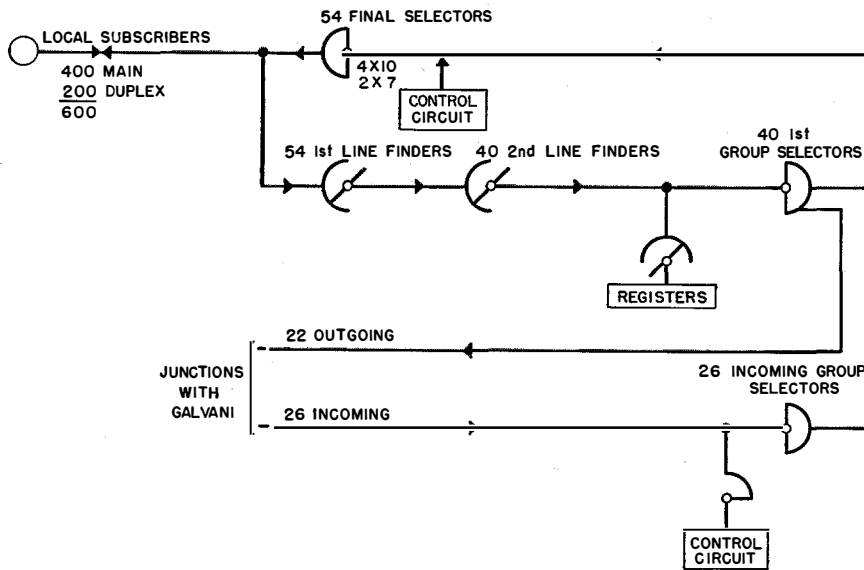 54 FINAL SELECTORS
LOCAL SUBSCRIBERS
400 MAIN
200 DUPLEX
600
4X10
2X7
CONTROL
CIRCUIT
54 1st LINE FINDERS
40 2nd LINE FINDERS
40 1st
GROUP SELECTORS
REGISTERS
22 OUTGOING
JUNCTIONS
WITH
GALVANI
26 INCOMING
26 INCOMING GROUP
SELECTORS
CONTROL
CIRCUIT